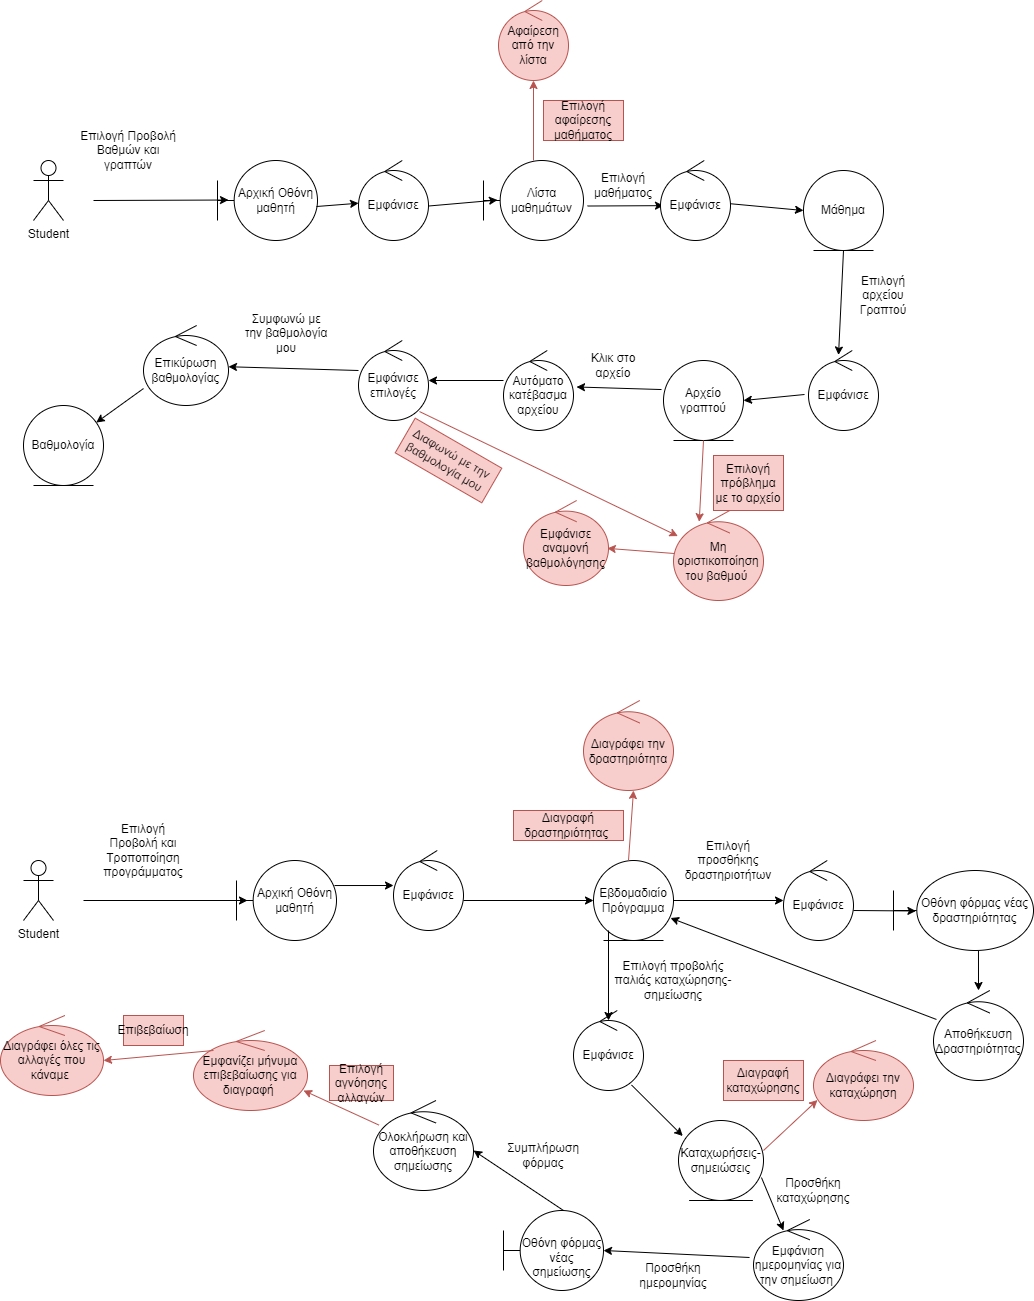 Αφαίρεση
από την
λίστα
Επιλογή
αφαίρεσης
μαθήματος
Επιλογή Προβολή
Βαθμών και
γραπτών
Student
Αρχική Οθόνη
μαθητή
Εμφάνισε
Λίστα
μαθημάτων
Επιλογή
μαθήματος
Εμφάνισε
Μάθημα
Επιλογή
αρχείου
Γραπτού
Συμφωνώ με
την βαθμολογία
μου
Επικύρωση
βαθμολογίας
Εμφάνισε
επιλογές
Αυτόματο
κατέβασμα
αρχείου
Κλικ στο
αρχείο
Αρχείο
γραπτού
Εμφάνισε
Βαθμολογία
Διαφωνώ με την
βαθμολογία μου
Επιλογή
πρόβλημα
με το αρχείο
Εμφάνισε
αναμονή
βαθμολόγησης
Μη
οριστικοποίηση
του βαθμού
Διαγράφει την
δραστηριότητα
Διαγραφή
δραστηριότητας
Επιλογή
Προβολή και
Τροποποίηση
προγράμματος
Student
Αρχική Οθόνη
μαθητή
Εμφάνισε
Εβδομαδιαίο
Πρόγραμμα
Επιλογή
προσθήκης
δραστηριοτήτων
Εμφάνισε
Οθόνη φόρμας νέας
δραστηριότητας
Επιλογή προβολής
παλιάς καταχώρησης-
σημείωσης
Αποθήκευση
Δραστηριότητας
Εμφάνισε
Διαγράφει όλες τις
αλλαγές που
κάναμε
Επιβεβαίωση
Εμφανίζει μήνυμα
επιβεβαίωσης για
διαγραφή
Επιλογή
αγνόησης
αλλαγών
Διαγραφή
καταχώρησης
Διαγράφει την
καταχώρηση
Ολοκλήρωση και
αποθήκευση
σημείωσης
Συμπλήρωση
φόρμας
Καταχωρήσεις-
σημειώσεις
Προσθήκη
καταχώρησης
Οθόνη φόρμας
νέας
σημείωσης
Προσθήκη
ημερομηνίας
Εμφάνιση
ημερομηνίας για
την σημείωση